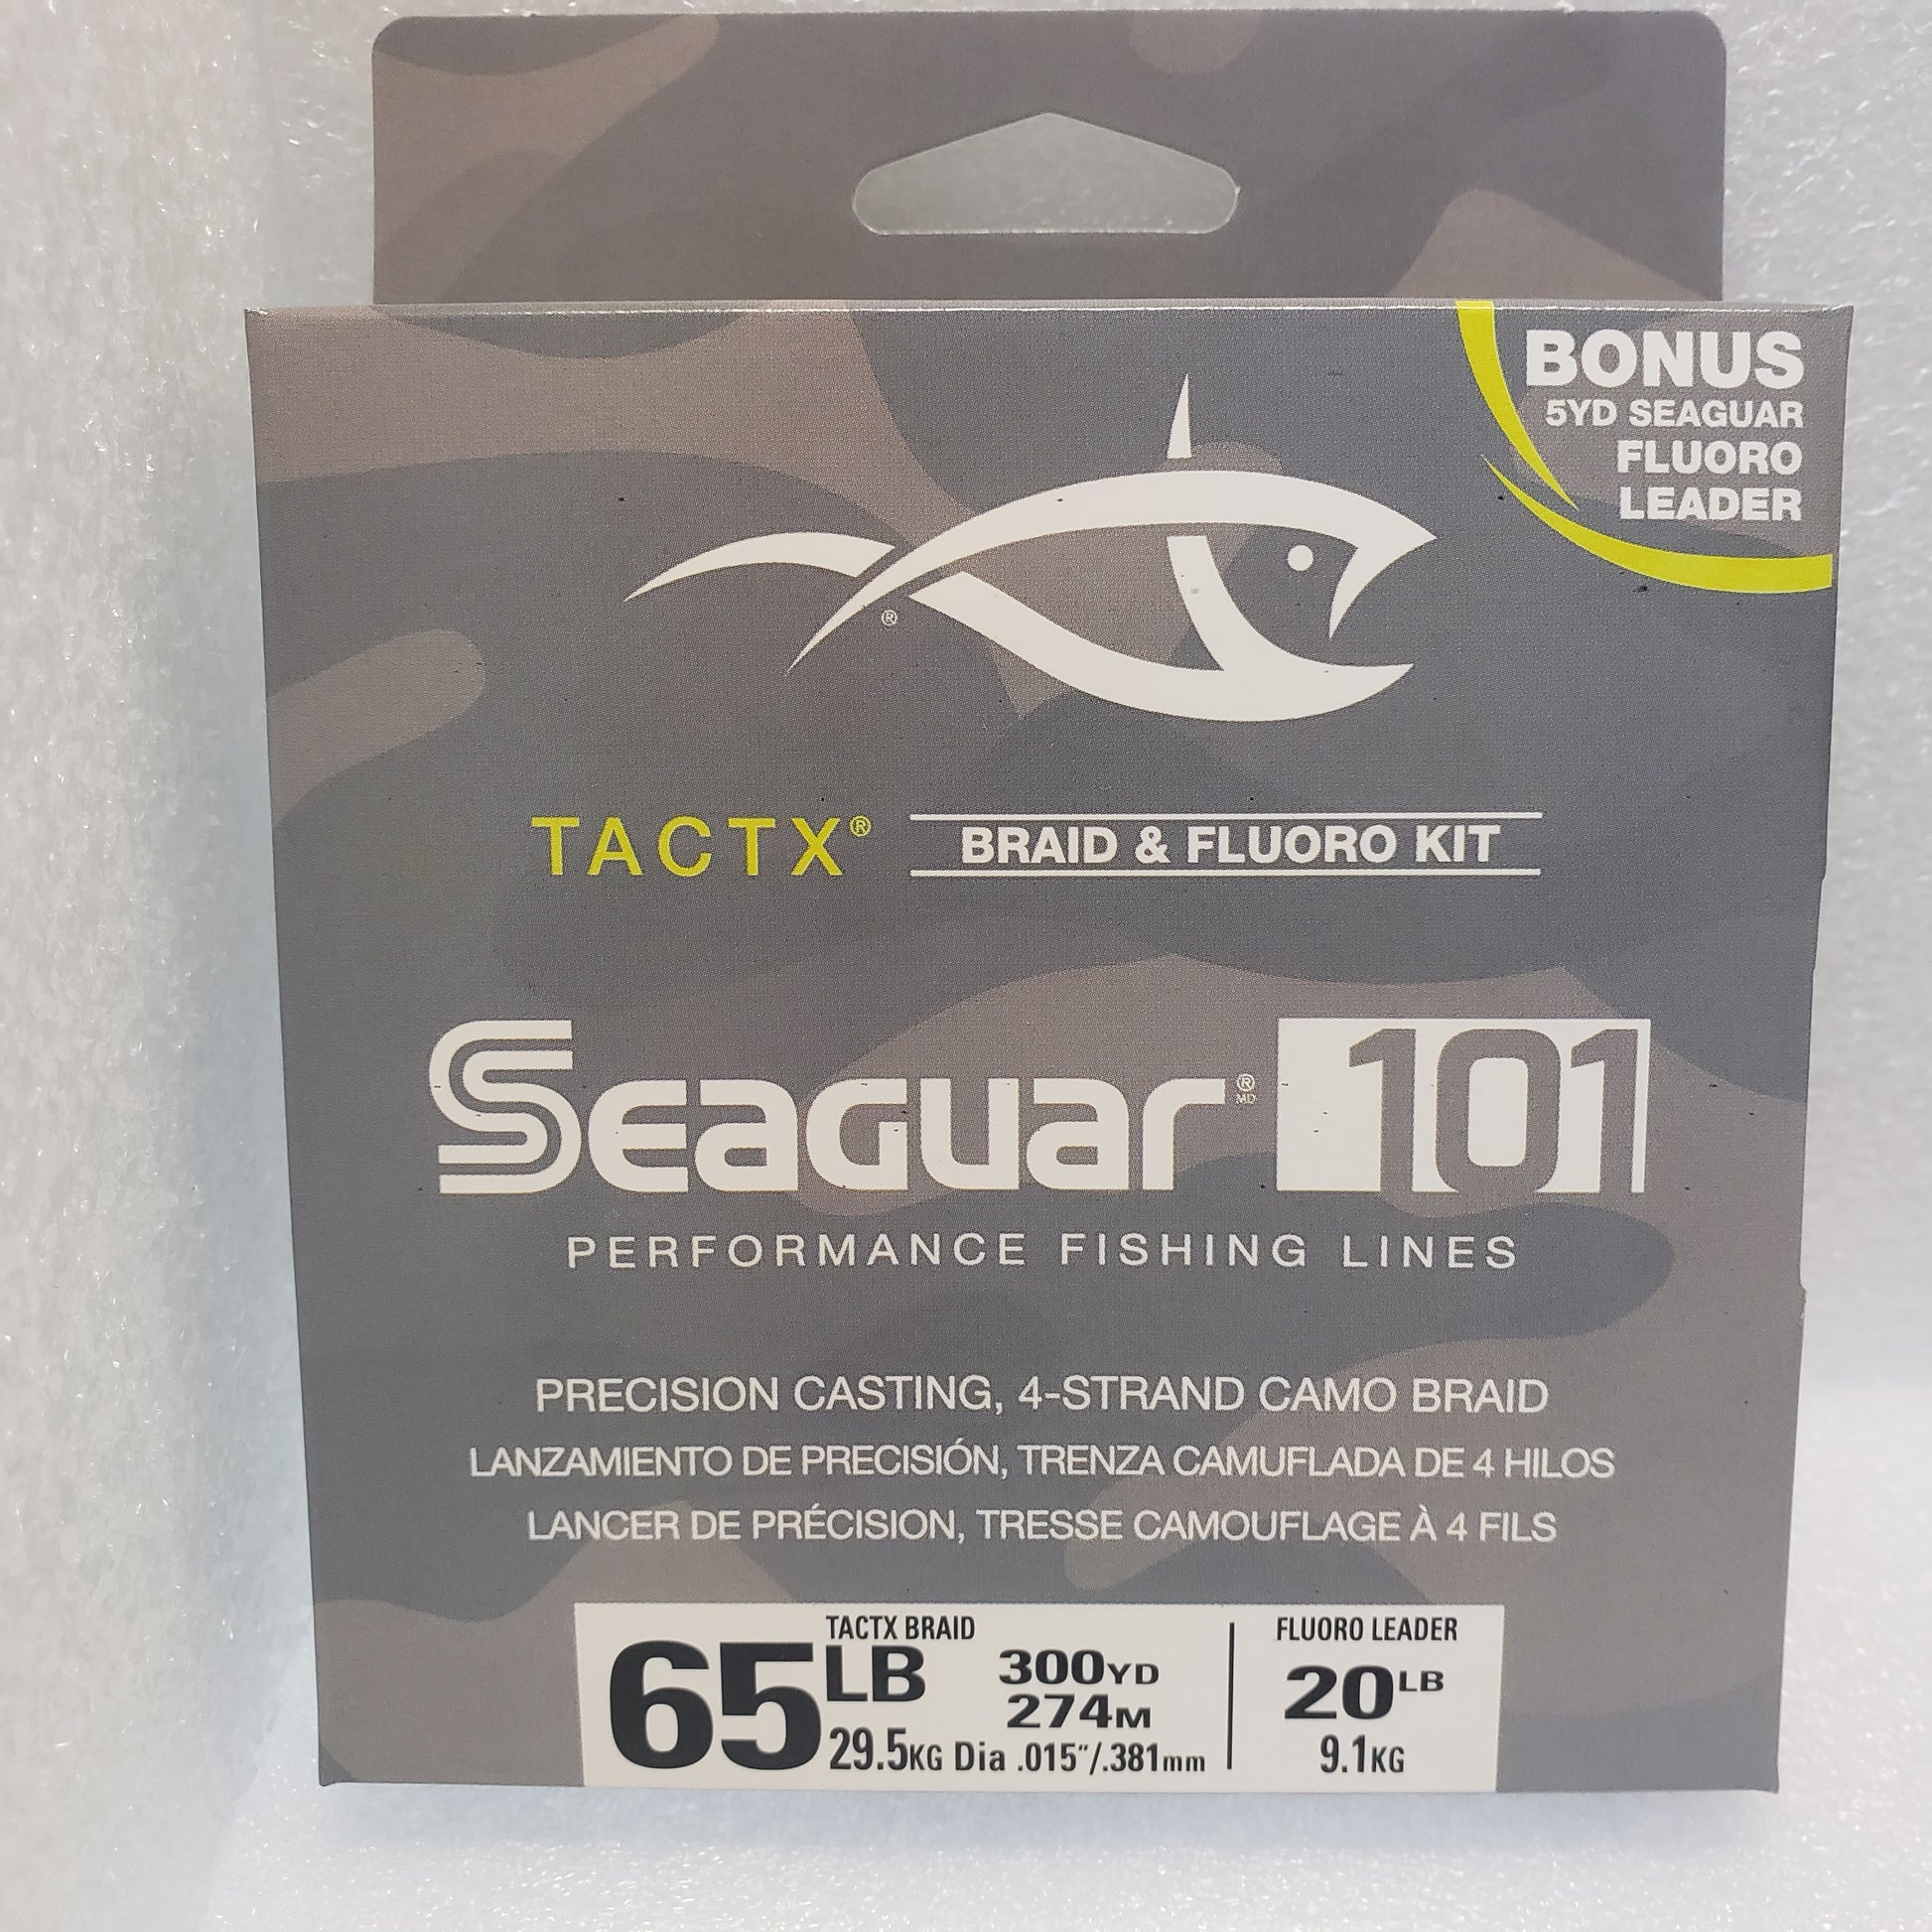 BONUS
5YD SEAGUAR
FLUORO
LEADER
®
TACTX® BRAID & FLUORO KIT
SEAGUAR® MD 101
PERFORMANCE FISHING LINES
PRECISION CASTING, 4-STRAND CAMO BRAID
LANZAMIENTO DE PRECISIÓN, TRENZA CAMUFLADA DE 4 HILOS
LANCER DE PRÉCISION, TRESSE CAMOUFLAGE À 4 FILS
TACTX BRAID
65LB
300YD
274M
29.5KG Dia .015"/.381mm
FLUORO LEADER
20LB
9.1KG